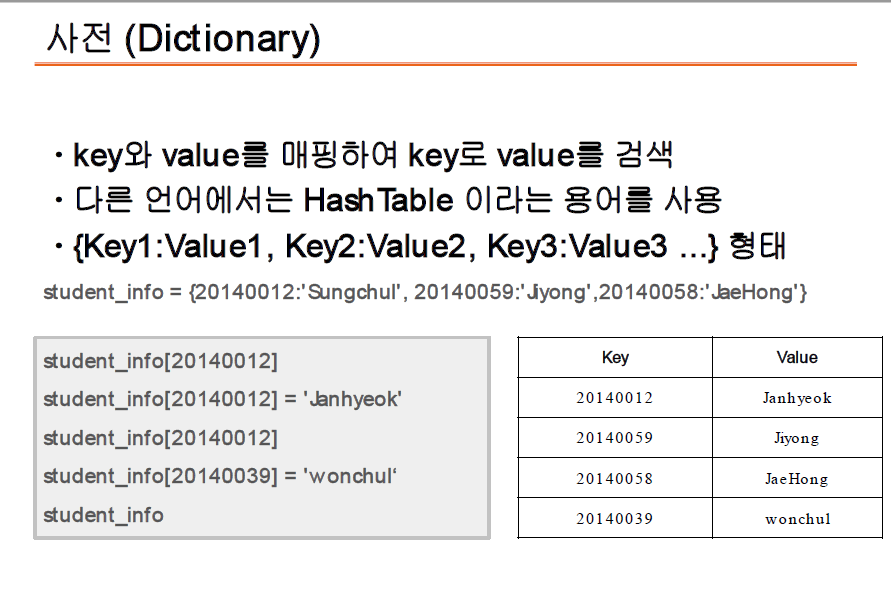 사전 (Dictionary)
· key와 value를 매핑하여 key로 value를 검색
· 다른 언어에서는 HashTable 이라는 용어를 사용
· {Key1:Value1, Key2:Value2, Key3:Value3 ...} 형태
student_info = {20140012:'Sungchul', 20140059:'Jiyong',20140058:'JaeHong'}
student_info[20140012]
student_info[20140012] = 'Janhyeok'
student_info[20140012]
student_info[20140039] = 'wonchul‘
student_info
Key Value
20140012 Janhyeok
20140059 Jiyong
20140058 JaeHong
20140039 wonchul